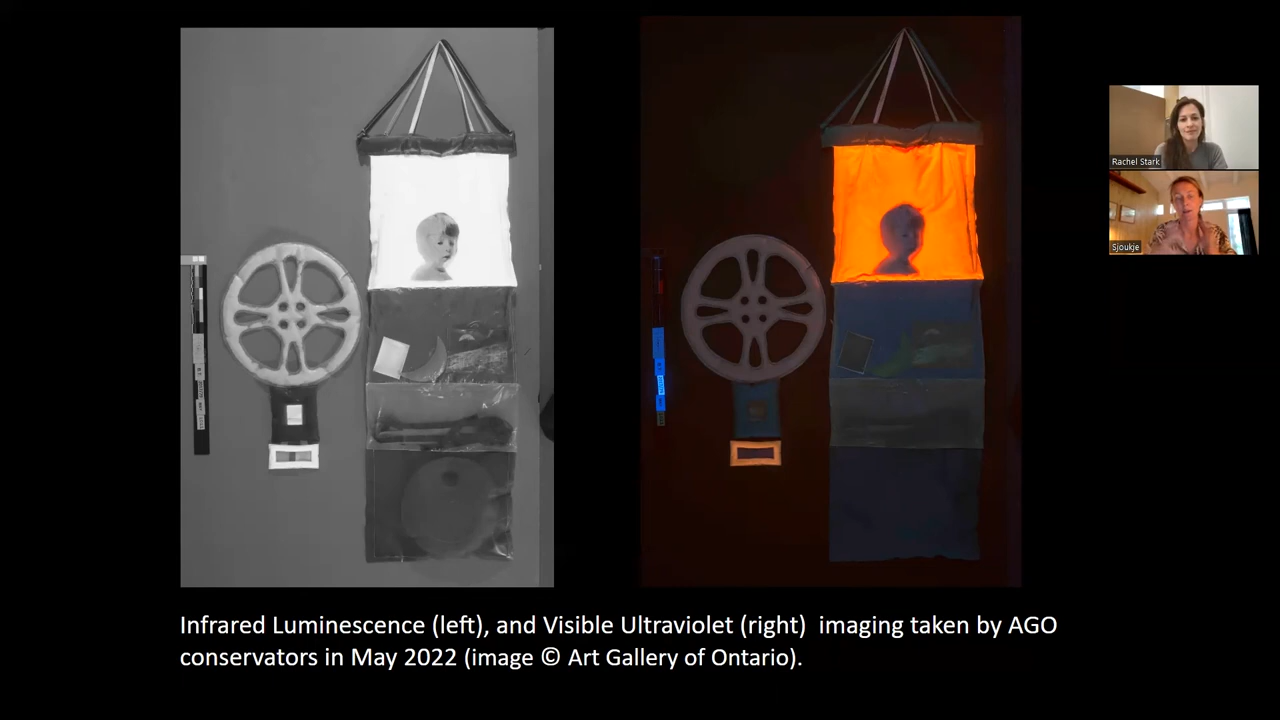 Rachel Stark
Sjoukje
Infrared Luminescence (left), and Visible Ultraviolet (right)  imaging taken by AGO
conservators in May 2022 (image © Art Gallery of Ontario).